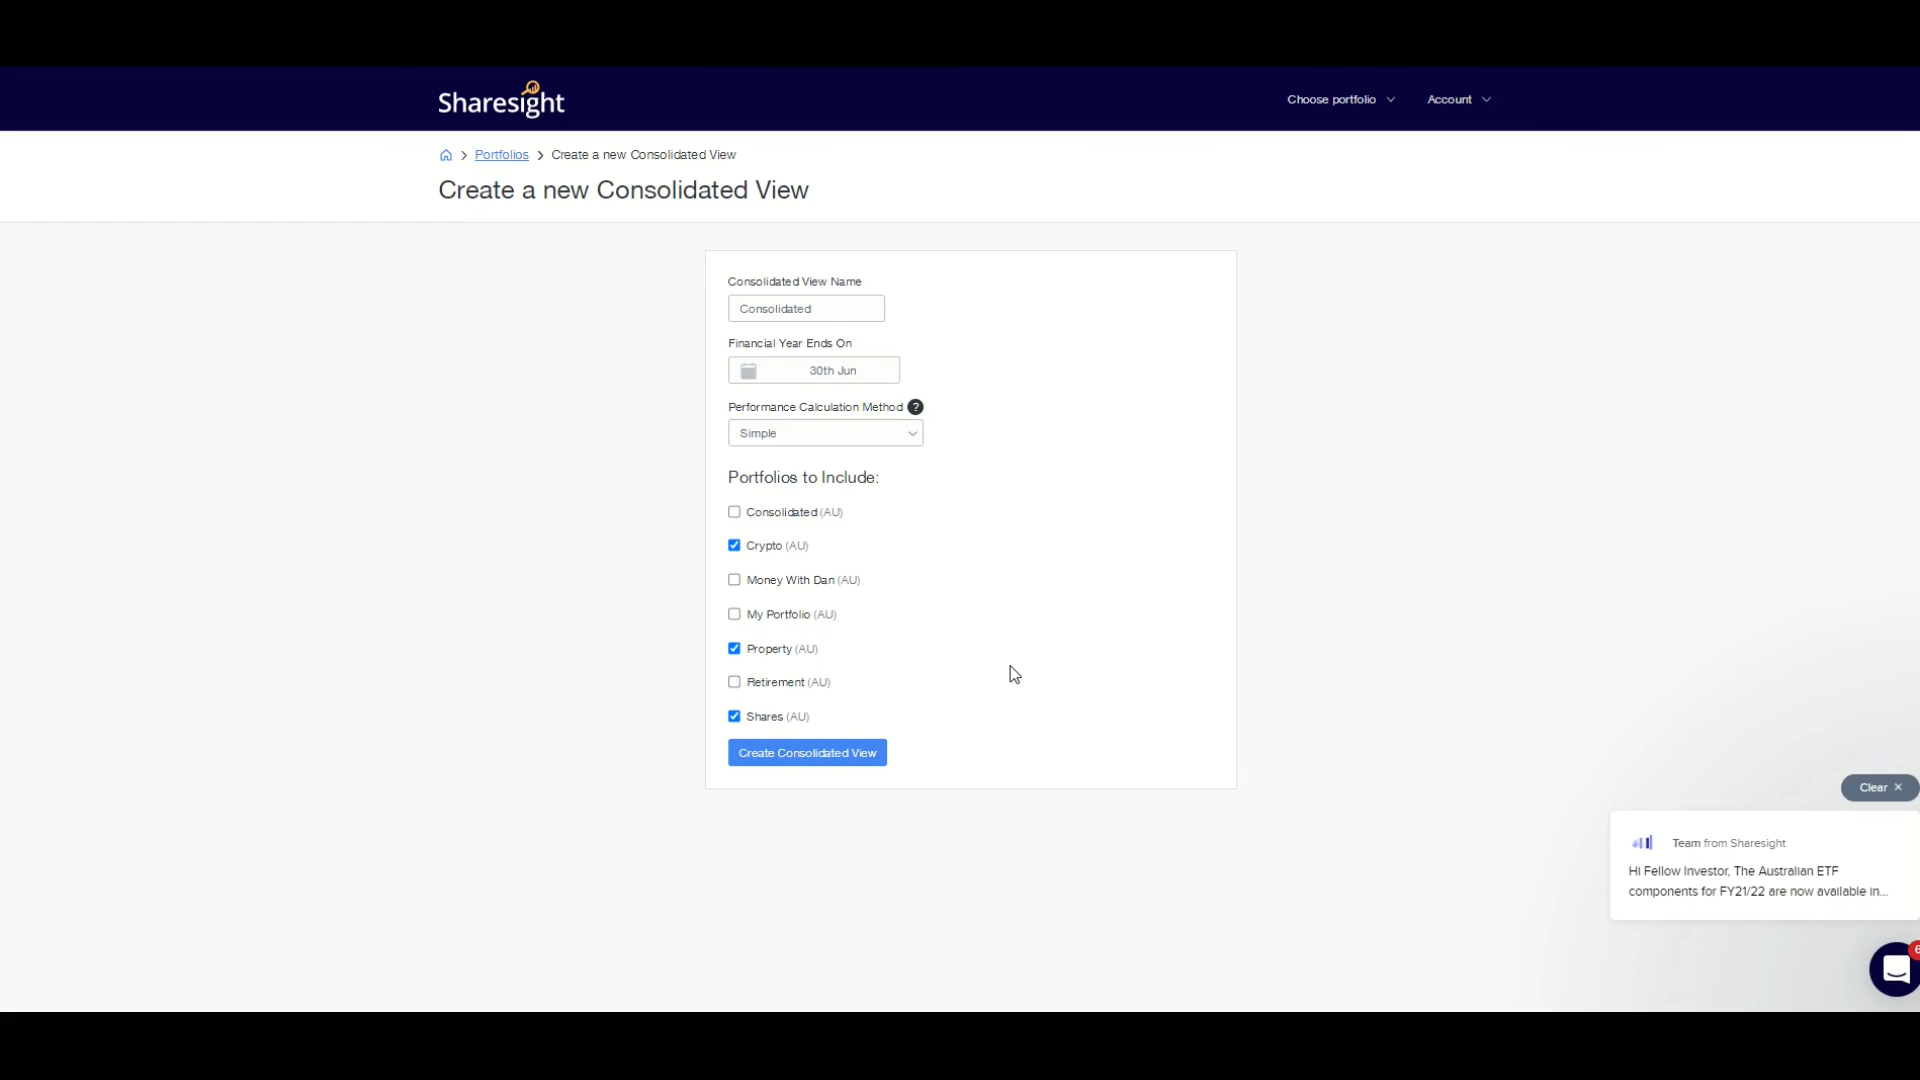 Sharesight
Choose portfolio
Account
Portfolios
Create a new Consolidated View
Create a new Consolidated View
Consolidated View Name
Consolidated
Financial Year Ends On
30th Jun
Performance Calculation Method ?
Simple
Portfolios to Include:
Consolidated (AU)
Crypto (AU)
Money With Dan (AU)
My Portfolio (AU)
Property (AU)
Retirement (AU)
Shares (AU)
Create Consolidated View
Clear ×
Team from Sharesight
Hi Fellow Investor, The Australian ETF
components for FY21/22 are now available in...
6